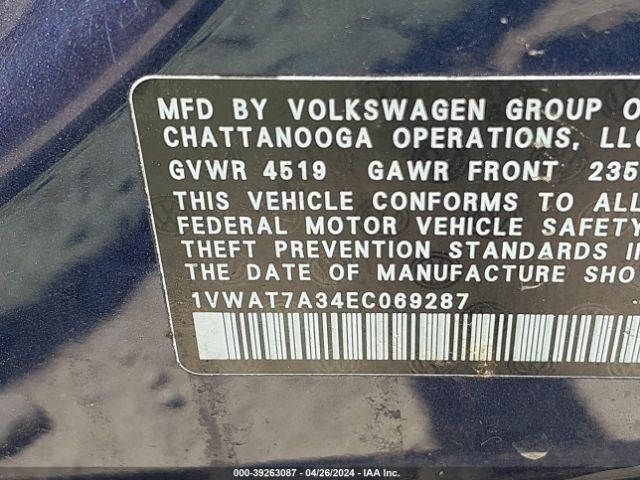 MFD BY VOLKSWAGEN GROUP O
CHATTANOOGA OPERATIONS, LLC
GVWR 4519 GAWR FRONT 235
THIS VEHICLE CONFORMS TO ALL
FEDERAL MOTOR VEHICLE SAFETY
THEFT PREVENTION STANDARDS I
THE DATE OF MANUFACTURE SHO
1VWAT7A34EC069287
000-39263087 - 04/26/2024 - IAA Inc.